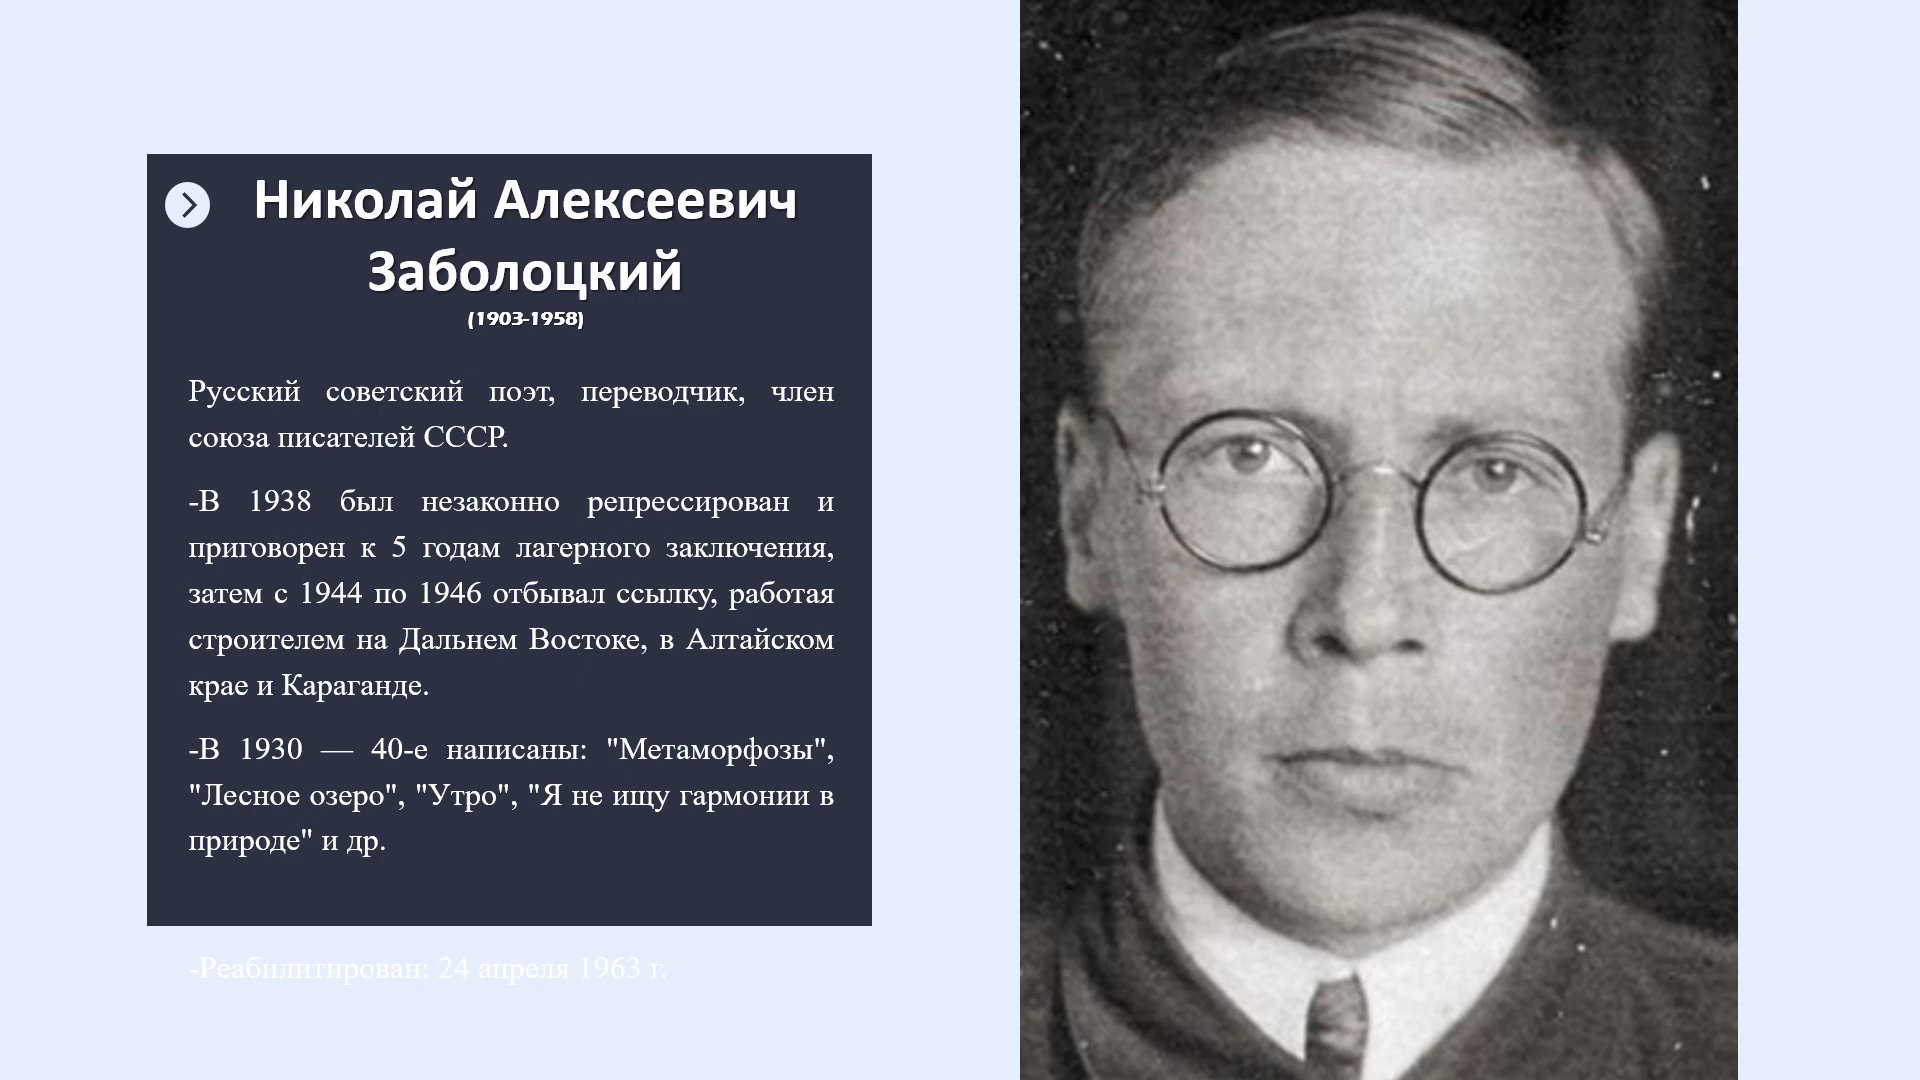 Николай Алексеевич
Заболоцкий
(1903-1958)
Русский советский поэт, переводчик, член
союза писателей СССР.
-В 1938 был незаконно репрессирован и
приговорен к 5 годам лагерного заключения,
затем с 1944 по 1946 отбывал ссылку, работая
строителем на Дальнем Востоке, в Алтайском
крае и Караганде.
-В 1930 — 40-е написаны: "Метаморфозы",
"Лесное озеро", "Утро", "Я не ищу гармонии в
природе" и др.
-Реабилитирован: 24 апреля 1963 г.